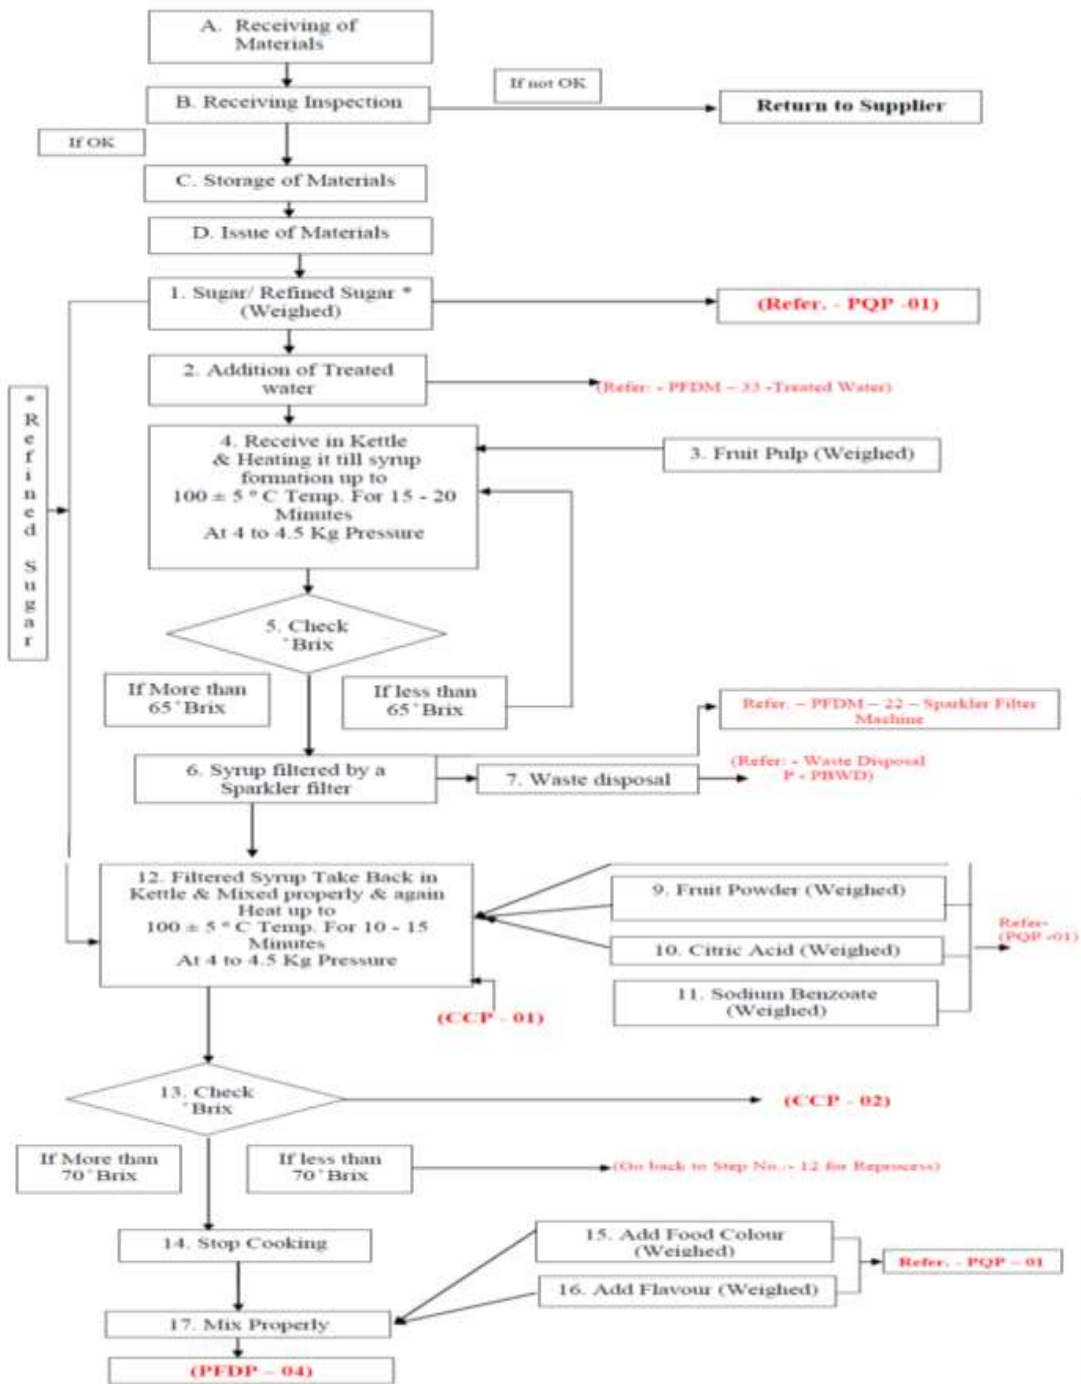 A. Receiving of
Materials
If not OK
B. Receiving Inspection
Return to Supplier
If OK
C. Storage of Materials
D. Issue of Materials
1. Sugar/ Refined Sugar *
(Weighed)
(Refer. - PQP -01)
2. Addition of Treated
water
(Refer: - PFDM – 33 -Treated Water)
* Refined Sugar
4. Receive in Kettle
& Heating it till syrup
formation up to
100 ± 5 º C Temp. For 15 - 20
Minutes
At 4 to 4.5 Kg Pressure
3. Fruit Pulp (Weighed)
5. Check
°Brix
If More than
65°Brix
If less than
65°Brix
Refer. – PFDM – 22 – Sparkler Filter
Machine
6. Syrup filtered by a
Sparkler filter
7. Waste disposal
(Refer: - Waste Disposal
P - PBWD)
12. Filtered Syrup Take Back in
Kettle & Mixed properly & again
Heat up to
100 ± 5 º C Temp. For 10 - 15
Minutes
At 4 to 4.5 Kg Pressure
9. Fruit Powder (Weighed)
10. Citric Acid (Weighed)
11. Sodium Benzoate
(Weighed)
Refer-
(PQP -01)
(CCP - 01)
13. Check
°Brix
(CCP - 02)
If More than
70°Brix
If less than
70°Brix
(Go back to Step No.:- 12 for Reprocess)
14. Stop Cooking
15. Add Food Colour
(Weighed)
16. Add Flavour (Weighed)
Refer. - PQP – 01
17. Mix Properly
(PFDP – 04)